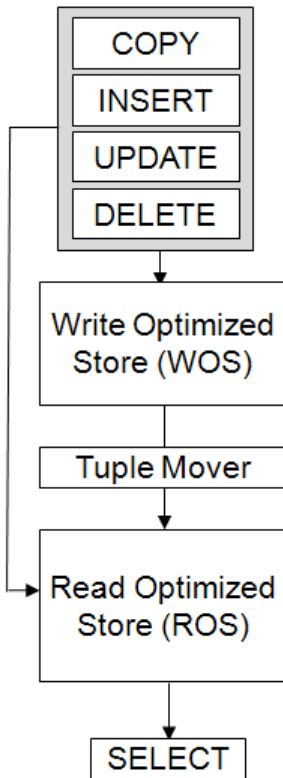 COPY
INSERT
UPDATE
DELETE
Write Optimized
Store (WOS)
Tuple Mover
Read Optimized
Store (ROS)
SELECT